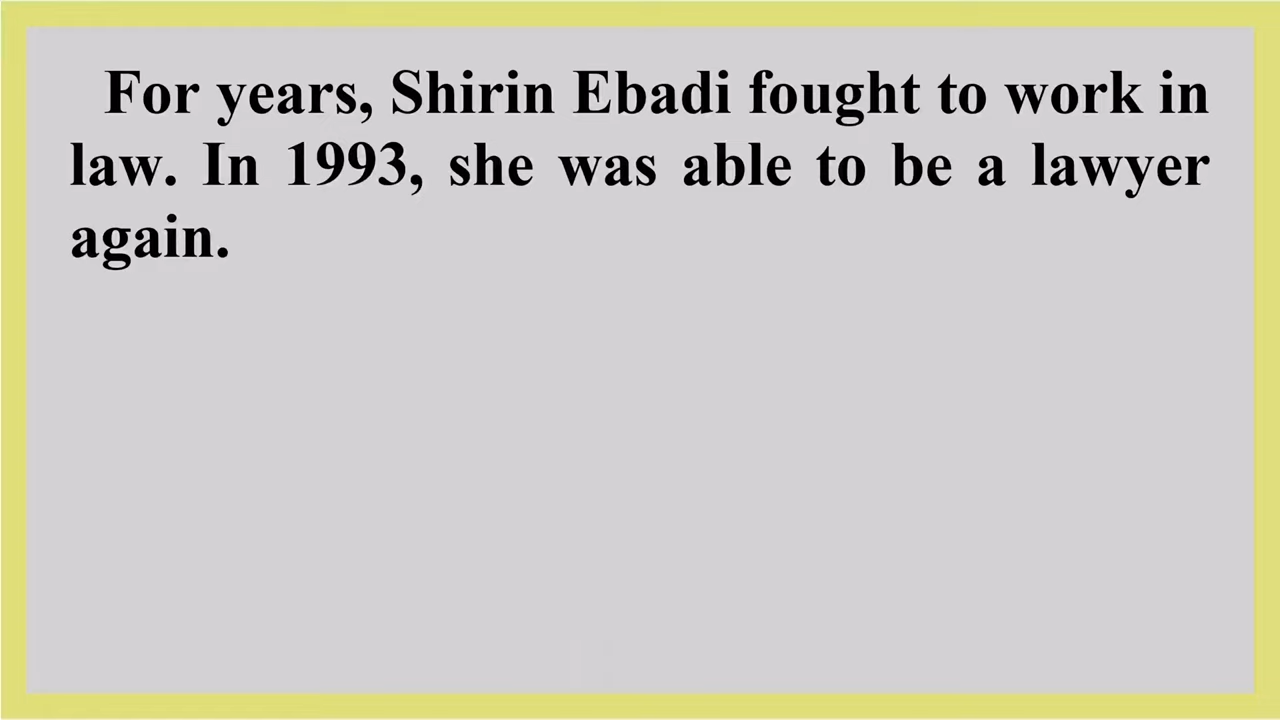 For years, Shirin Ebadi fought to work in
law. In 1993, she was able to be a lawyer
again.